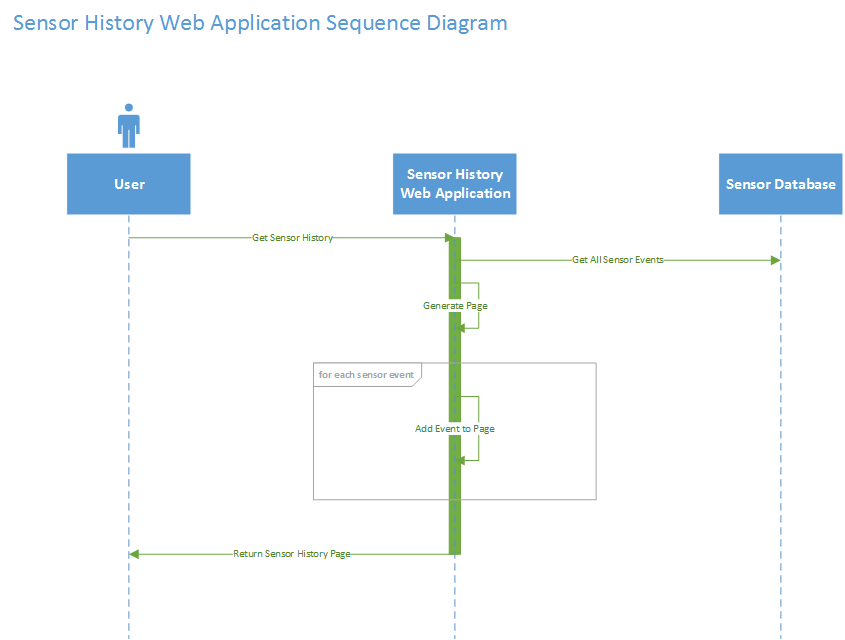 Sensor History Web Application Sequence Diagram
User
Sensor History
Web Application
Sensor Database
Get Sensor History
Get All Sensor Events
Generate Page
for each sensor event
Add Event to Page
Return Sensor History Page